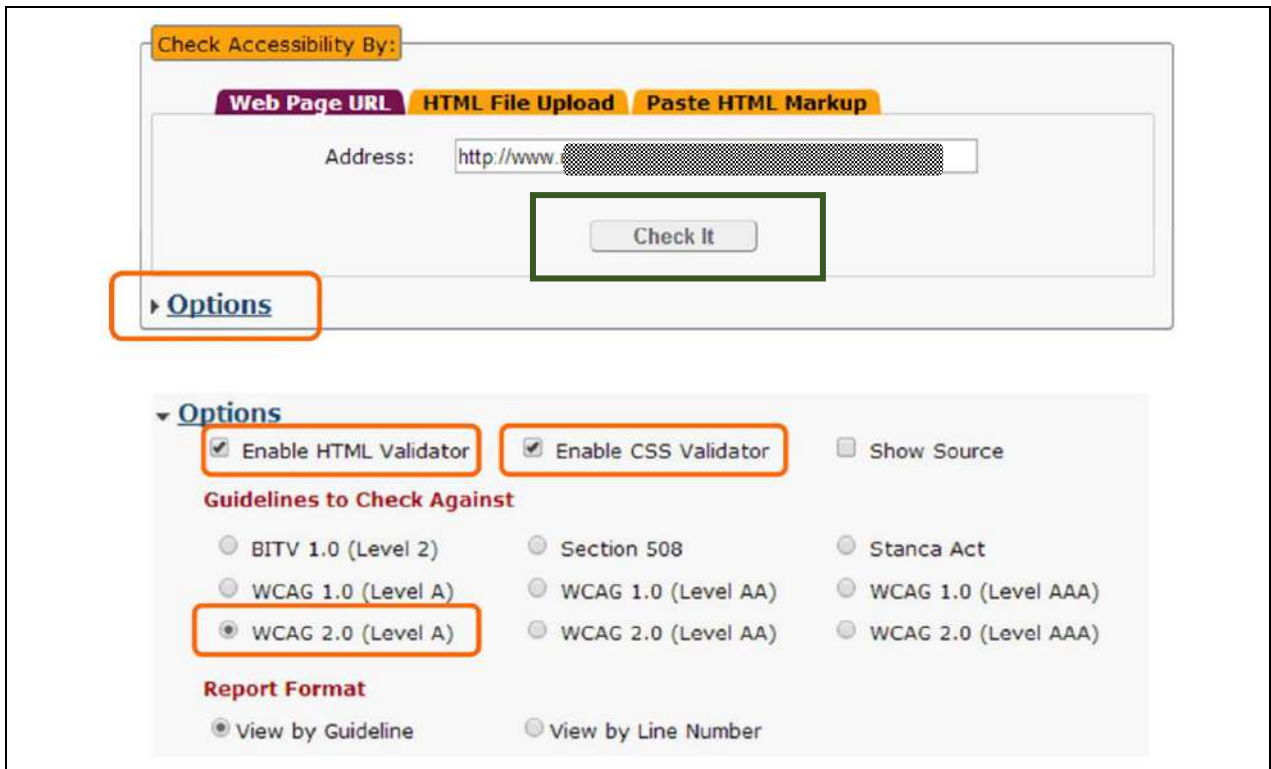 Check Accessibility By:
Web Page URL HTML File Upload Paste HTML Markup
Address: http://www.
Check It
Options
Options
Enable HTML Validator Enable CSS Validator Show Source
Guidelines to Check Against
BITV 1.0 (Level 2) Section 508 Stanca Act
WCAG 1.0 (Level A) WCAG 1.0 (Level AA) WCAG 1.0 (Level AAA)
WCAG 2.0 (Level A) WCAG 2.0 (Level AA) WCAG 2.0 (Level AAA)
Report Format
View by Guideline View by Line Number